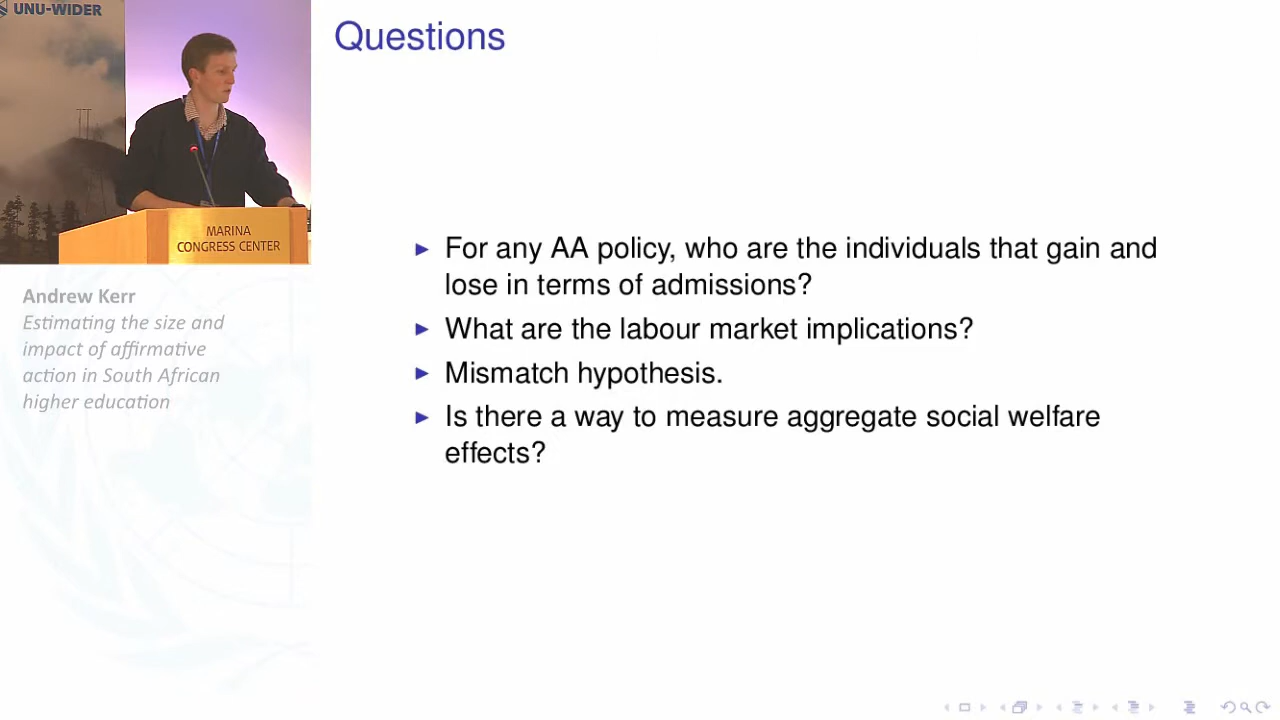 UNU-WIDER
MARINA
CONGRESS CENTER
Andrew Kerr
Estimating the size and
impact of affirmative
action in South African
higher education
Questions
For any AA policy, who are the individuals that gain and
lose in terms of admissions?
What are the labour market implications?
Mismatch hypothesis.
Is there a way to measure aggregate social welfare
effects?